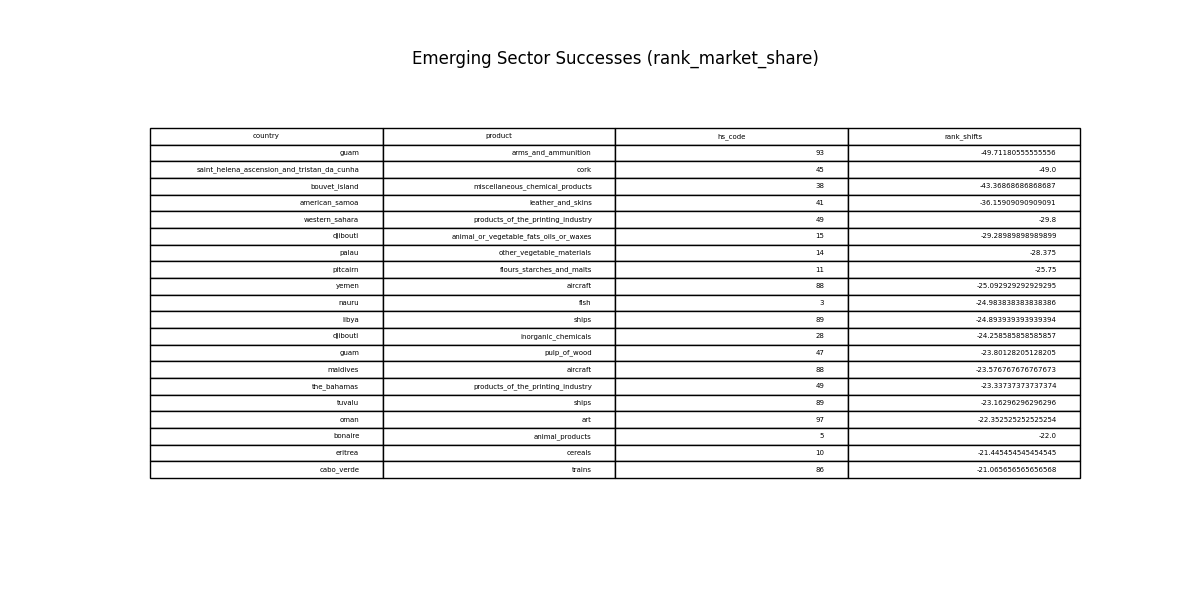 Emerging Sector Successes (rank_market_share)
country product hs_code rank_shifts
guam arms_and_ammunition 93 -49.71180555555556
saint_helena_ascension_and_tristan_da_cunha cork 45 -49.0
bouvet_island miscellaneous_chemical_products 38 -43.36868686868687
american_samoa leather_and_skins 41 -36.15909090909091
western_sahara products_of_the_printing_industry 49 -29.8
djibouti animal_or_vegetable_fats_oils_or_waxes 15 -29.28989898989899
palau other_vegetable_materials 14 -28.375
pitcairn flours_starches_and_malts 11 -25.75
yemen aircraft 88 -25.092929292929295
nauru fish 3 -24.983838383838386
libya ships 89 -24.893939393939394
djibouti inorganic_chemicals 28 -24.258585858585857
guam pulp_of_wood 47 -23.80128205128205
maldives aircraft 88 -23.576767676767673
the_bahamas products_of_the_printing_industry 49 -23.33737373737374
tuvalu ships 89 -23.16296296296296
oman art 97 -22.352525252525254
bonaire animal_products 5 -22.0
eritrea cereals 10 -21.445454545454545
cabo_verde trains 86 -21.065656565656568